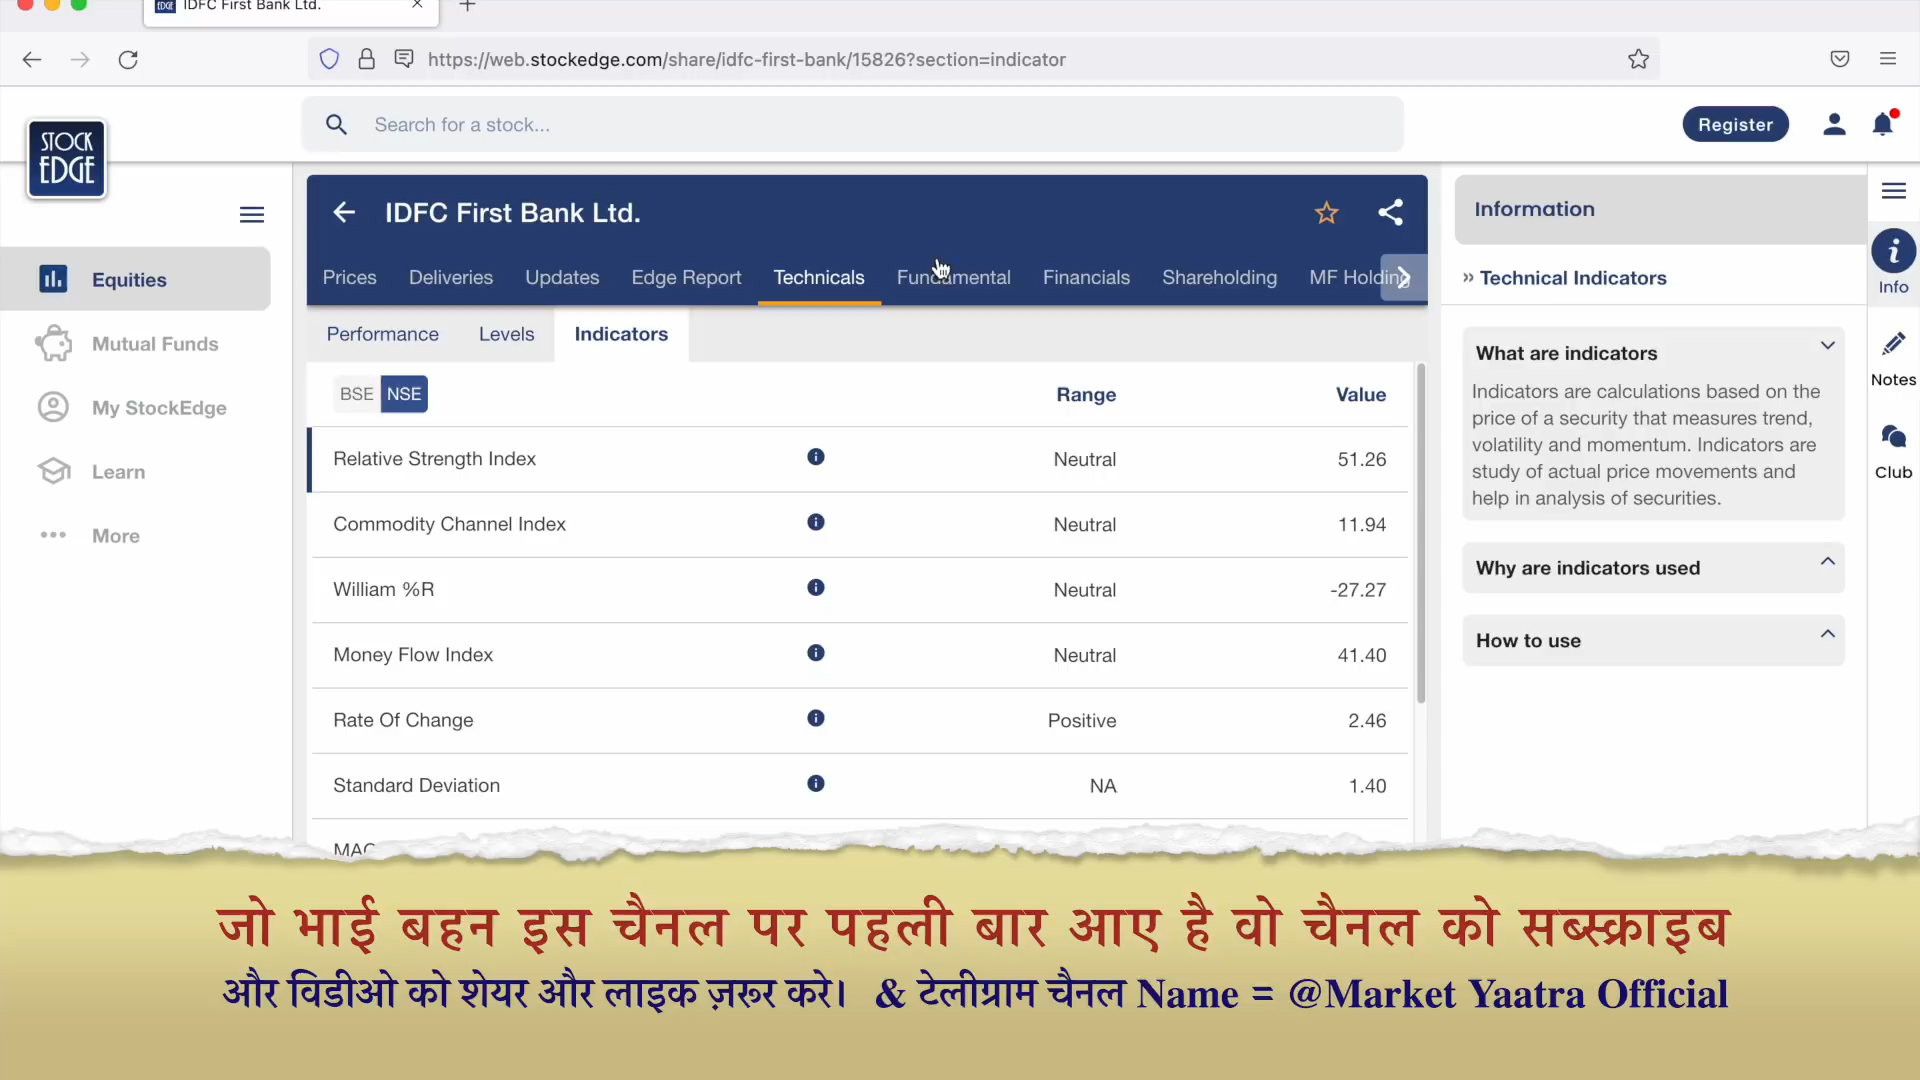 IDFC First Bank Ltd.
https://web.stockedge.com/share/idfc-first-bank/15826?section=indicator
STOCK
EDGE
Search for a stock...
Register
IDFC First Bank Ltd.
Prices Deliveries Updates Edge Report Technicals Fundamental Financials Shareholding MF Holding
Performance Levels Indicators
BSE NSE Range Value
Relative Strength Index Neutral 51.26
Commodity Channel Index Neutral 11.94
William %R Neutral -27.27
Money Flow Index Neutral 41.40
Rate Of Change Positive 2.46
Standard Deviation NA 1.40
Equities
Mutual Funds
My StockEdge
Learn
More
Information
» Technical Indicators
What are indicators
Indicators are calculations based on the
price of a security that measures trend,
volatility and momentum. Indicators are
study of actual price movements and
help in analysis of securities.
Why are indicators used
How to use
Info
Notes
Club
जो भाई बहन इस चैनल पर पहली बार आए है वो चैनल को सब्स्क्राइब
और विडीओ को शेयर और लाइक ज़रूर करे। & टेलीग्राम चैनल Name = @Market Yaatra Official